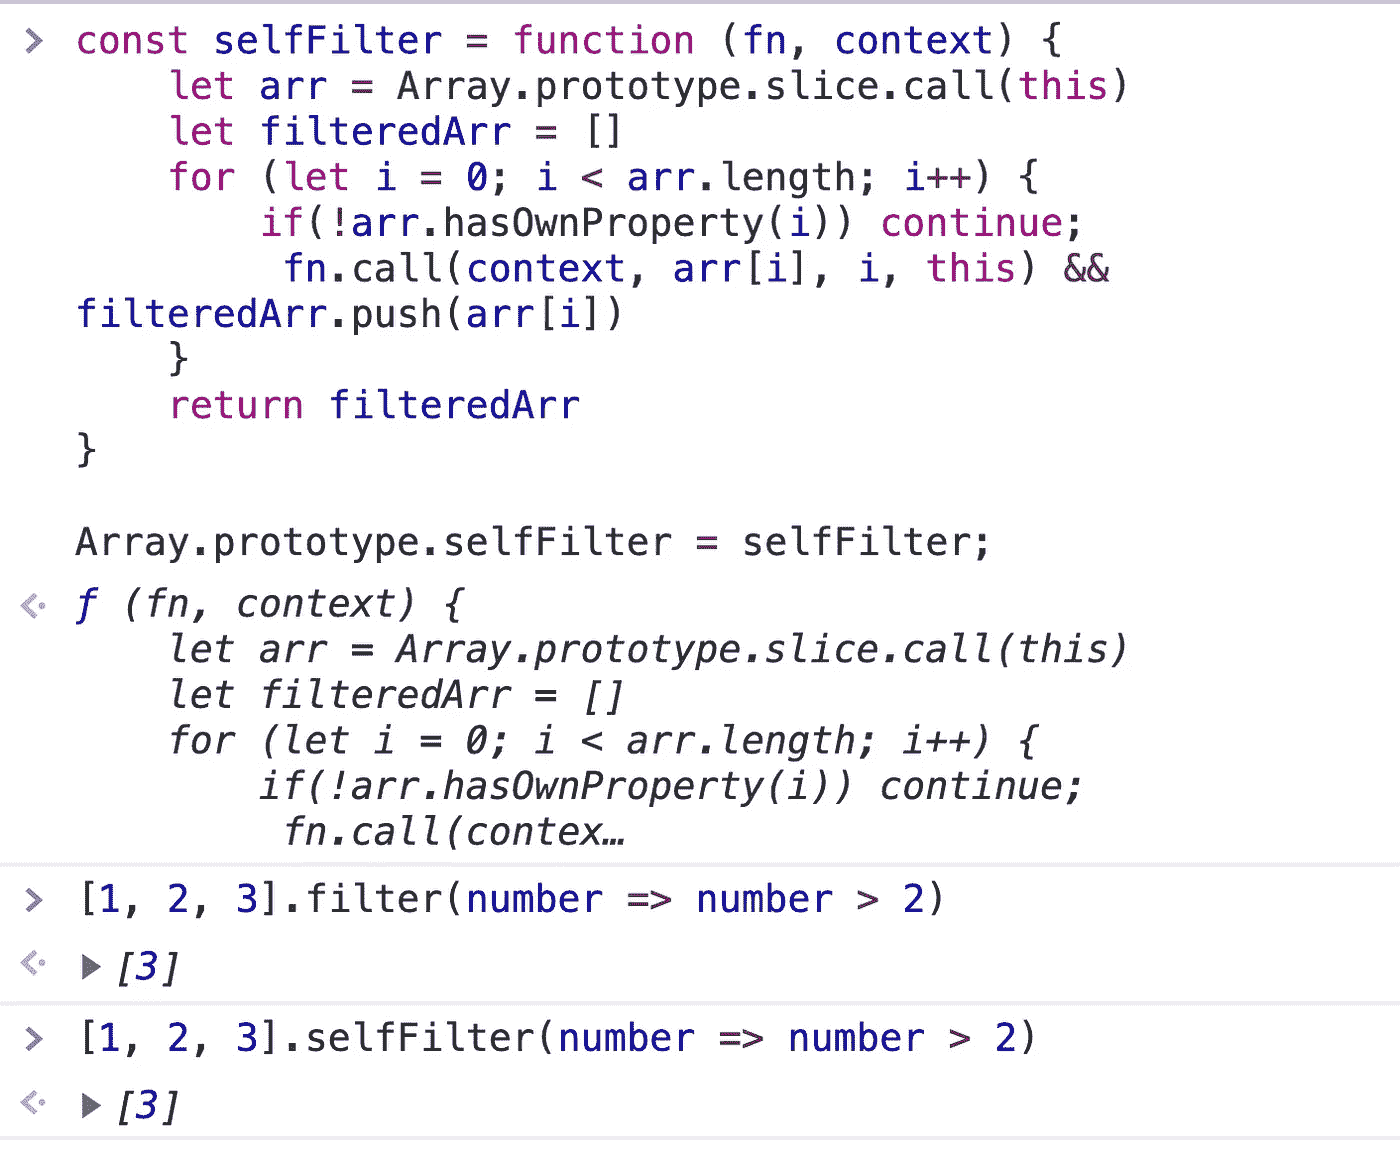 > const selfFilter = function (fn, context) {
    let arr = Array.prototype.slice.call(this)
    let filteredArr = []
    for (let i = 0; i < arr.length; i++) {
        if(!arr.hasOwnProperty(i)) continue;
         fn.call(context, arr[i], i, this) &&
filteredArr.push(arr[i])
    }
    return filteredArr
}
Array.prototype.selfFilter = selfFilter;
ƒ (fn, context) {
    let arr = Array.prototype.slice.call(this)
    let filteredArr = []
    for (let i = 0; i < arr.length; i++) {
        if(!arr.hasOwnProperty(i)) continue;
         fn.call(contex…
> [1, 2, 3].filter(number => number > 2)
▶ [3]
> [1, 2, 3].selfFilter(number => number > 2)
▶ [3]